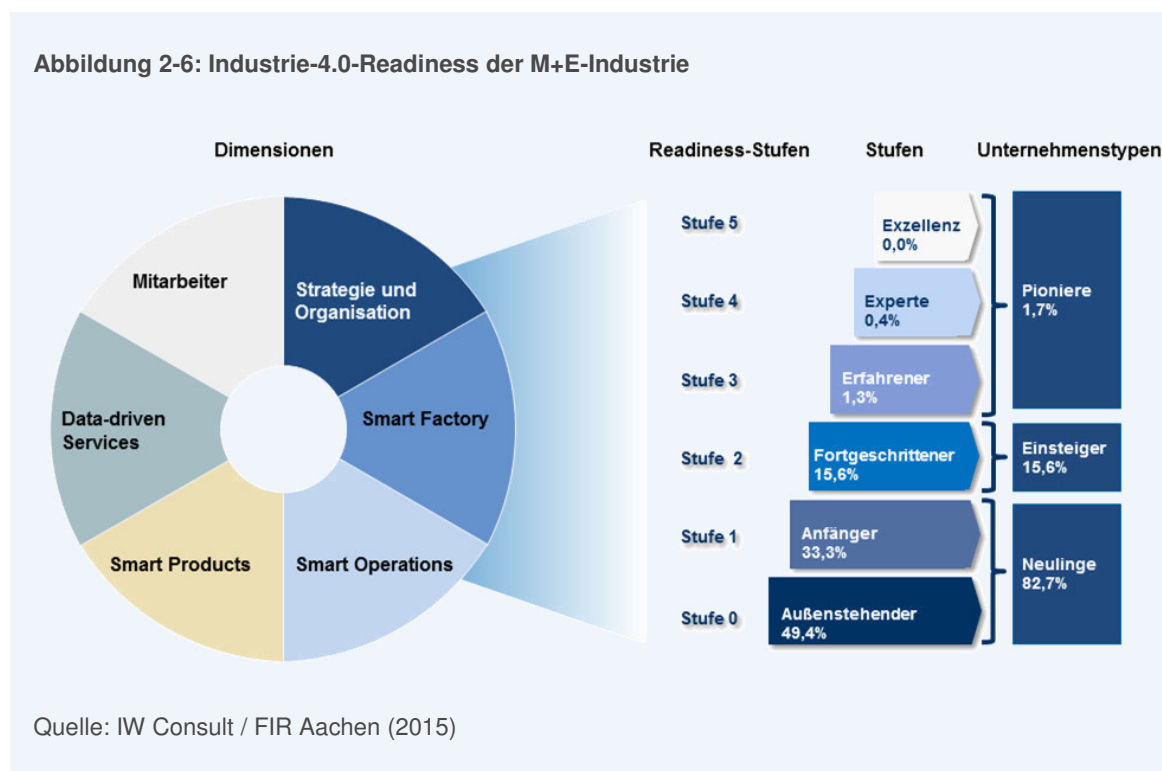 Abbildung 2-6: Industrie-4.0-Readiness der M+E-Industrie
Dimensionen
Mitarbeiter
Strategie und
Organisation
Data-driven
Services
Smart Factory
Smart Products
Smart Operations
Readiness-Stufen
Stufen
Unternehmenstypen
Stufe 5
Exzellenz
0,0%
Stufe 4
Experte
0,4%
Stufe 3
Erfahrener
1,3%
Pioniere
1,7%
Stufe 2
Fortgeschrittener
15,6%
Einsteiger
15,6%
Stufe 1
Anfänger
33,3%
Stufe 0
Außenstehender
49,4%
Neulinge
82,7%
Quelle: IW Consult / FIR Aachen (2015)